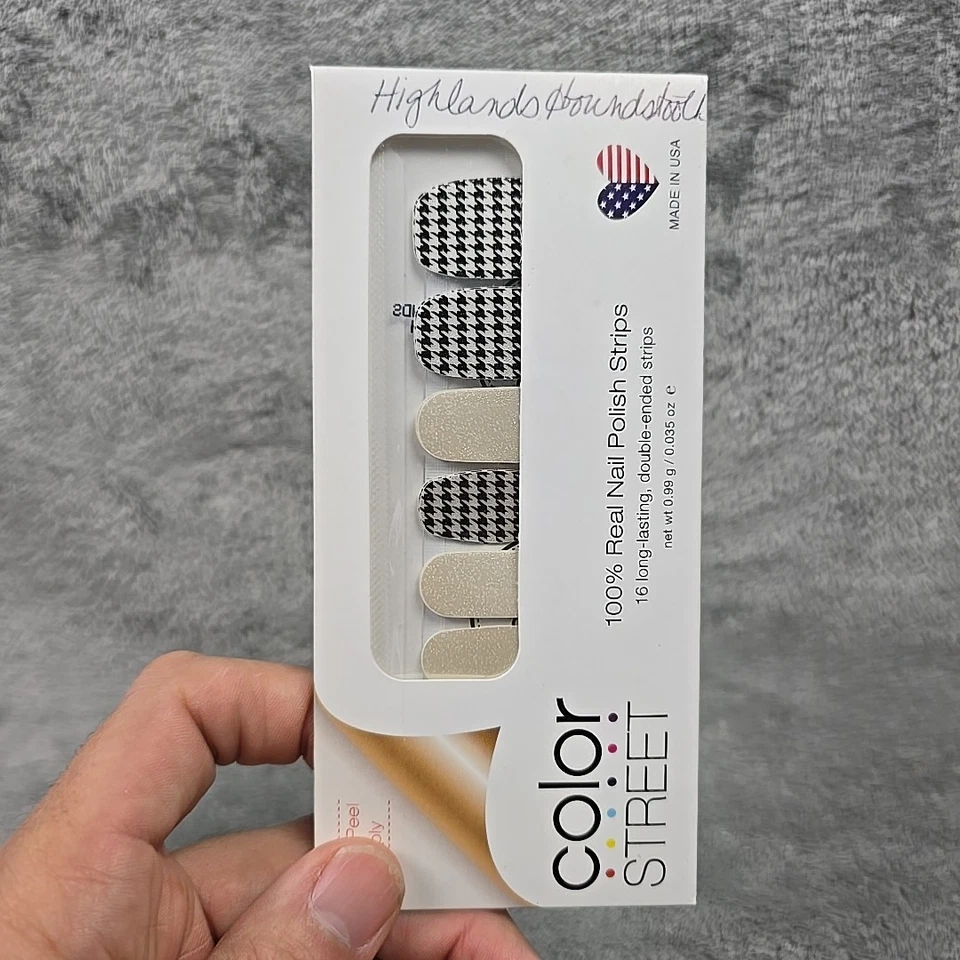 Highlands Houndstooth
MADE IN USA
100% Real Nail Polish Strips
16 long-lasting, double-ended strips
net wt 0.99 g / 0.035 oz ℮
color
STREET
Peel